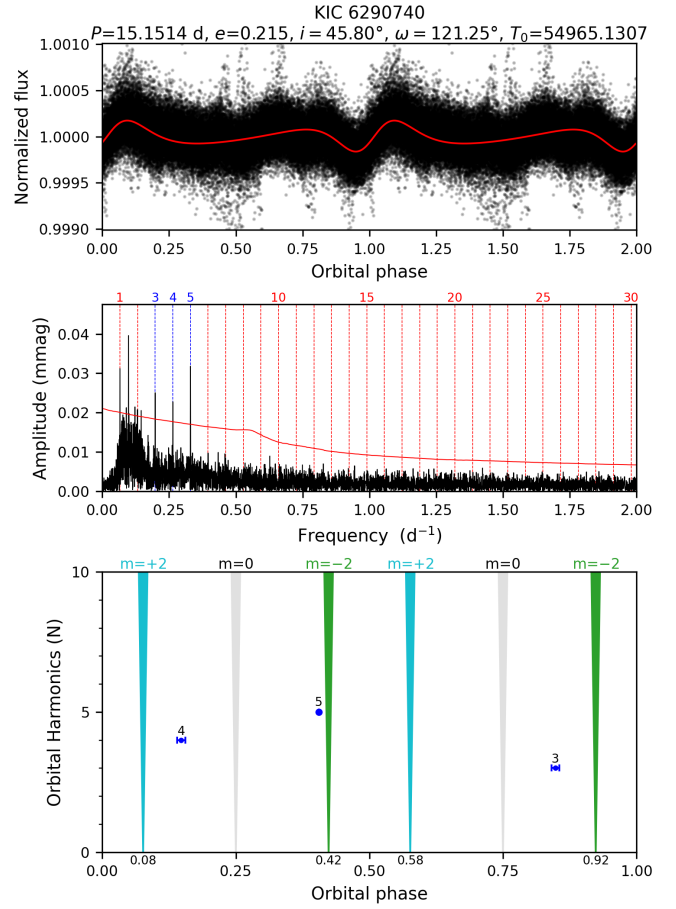 KIC 6290740
P=15.1514 d, e=0.215, i = 45.80°, ω = 121.25°, T₀=54965.1307
1.0010
1.0005
1.0000
0.9995
0.9990
Normalized flux
0.00 0.25 0.50 0.75 1.00 1.25 1.50 1.75 2.00
Orbital phase
1 3 4 5 10 15 20 25 30
0.04
0.03
0.02
0.01
0.00
Amplitude (mmag)
0.00 0.25 0.50 0.75 1.00 1.25 1.50 1.75 2.00
Frequency (d⁻¹)
m=+2 m=0 m=−2 m=+2 m=0 m=−2
10
5
0
Orbital Harmonics (N)
5
4
3
0.08 0.42 0.58 0.92
0.00 0.25 0.50 0.75 1.00
Orbital phase